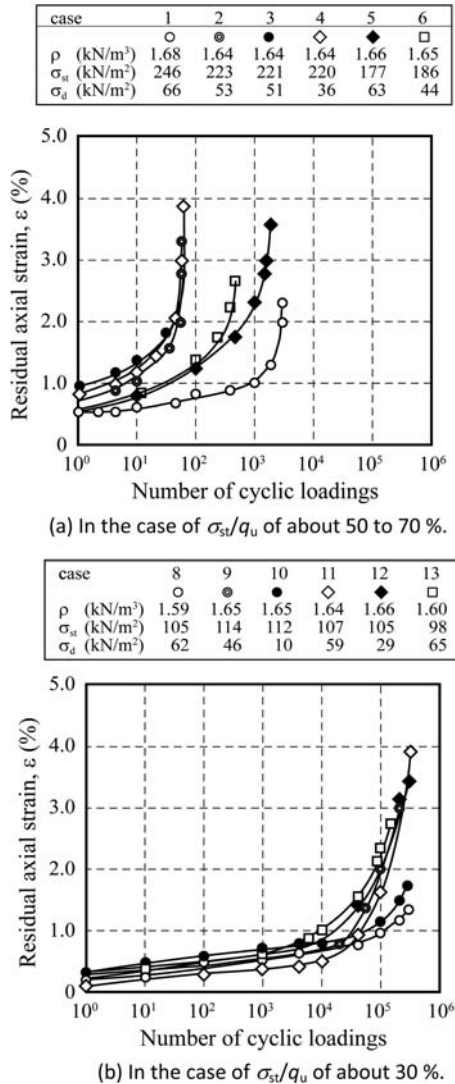 case 1 2 3 4 5 6
ρ (kN/m³) 1.68 1.64 1.64 1.64 1.66 1.65
σst (kN/m²) 246 223 221 220 177 186
σd (kN/m²) 66 53 51 36 63 44
5.0
4.0
3.0
2.0
1.0
0
Residual axial strain, ε (%)
10⁰ 10¹ 10² 10³ 10⁴ 10⁵ 10⁶
Number of cyclic loadings
(a) In the case of σst/qu of about 50 to 70 %.
case 8 9 10 11 12 13
ρ (kN/m³) 1.59 1.65 1.65 1.64 1.66 1.60
σst (kN/m²) 105 114 112 107 105 98
σd (kN/m²) 62 46 10 59 29 65
5.0
4.0
3.0
2.0
1.0
0
Residual axial strain, ε (%)
10⁰ 10¹ 10² 10³ 10⁴ 10⁵ 10⁶
Number of cyclic loadings
(b) In the case of σst/qu of about 30 %.